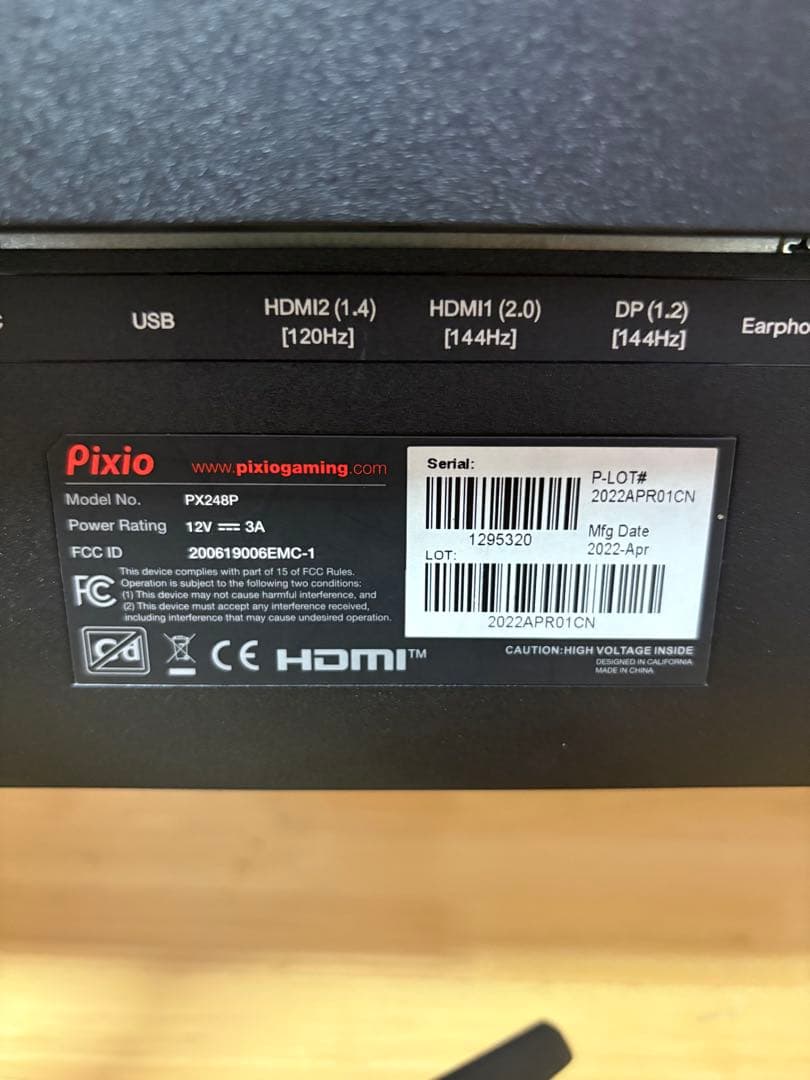 USB
HDMI2 (1.4)
[120Hz]
HDMI1 (2.0)
[144Hz]
DP (1.2)
[144Hz]
Earpho
Pixio
www.pixiogaming.com
Model No. PX248P
Power Rating 12V 3A
FCC ID 200619006EMC-1
FC
This device complies with part of 15 of FCC Rules.
Operation is subject to the following two conditions:
(1) This device may not cause harmful interference, and
(2) This device must accept any interference received,
including interference that may cause undesired operation.
Cd
CE
HDMI™
Serial:
1295320
P-LOT#
2022APR01CN
Mfg Date
2022-Apr
LOT:
2022APR01CN
CAUTION:HIGH VOLTAGE INSIDE
DESIGNED IN CALIFORNIA
MADE IN CHINA